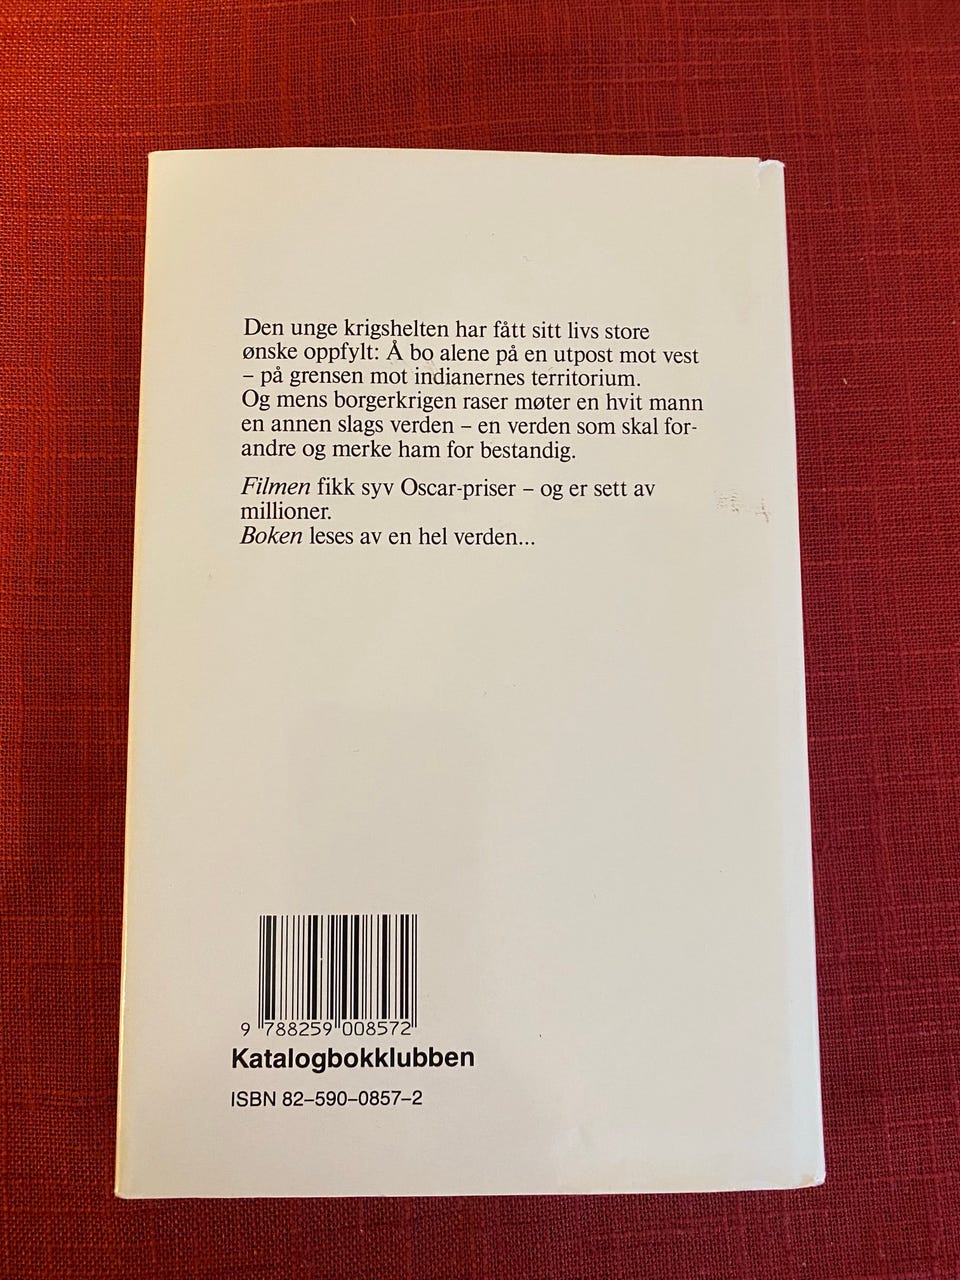 Den unge krigshelten har fått sitt livs store
ønske oppfylt: Å bo alene på en utpost mot vest
– på grensen mot indianernes territorium.
Og mens borgerkrigen raser møter en hvit mann
en annen slags verden – en verden som skal for-
andre og merke ham for bestandig.
Filmen fikk syv Oscar-priser – og er sett av
millioner.
Boken leses av en hel verden...
9 788259 008572
Katalogbokklubben
ISBN 82–590–0857–2